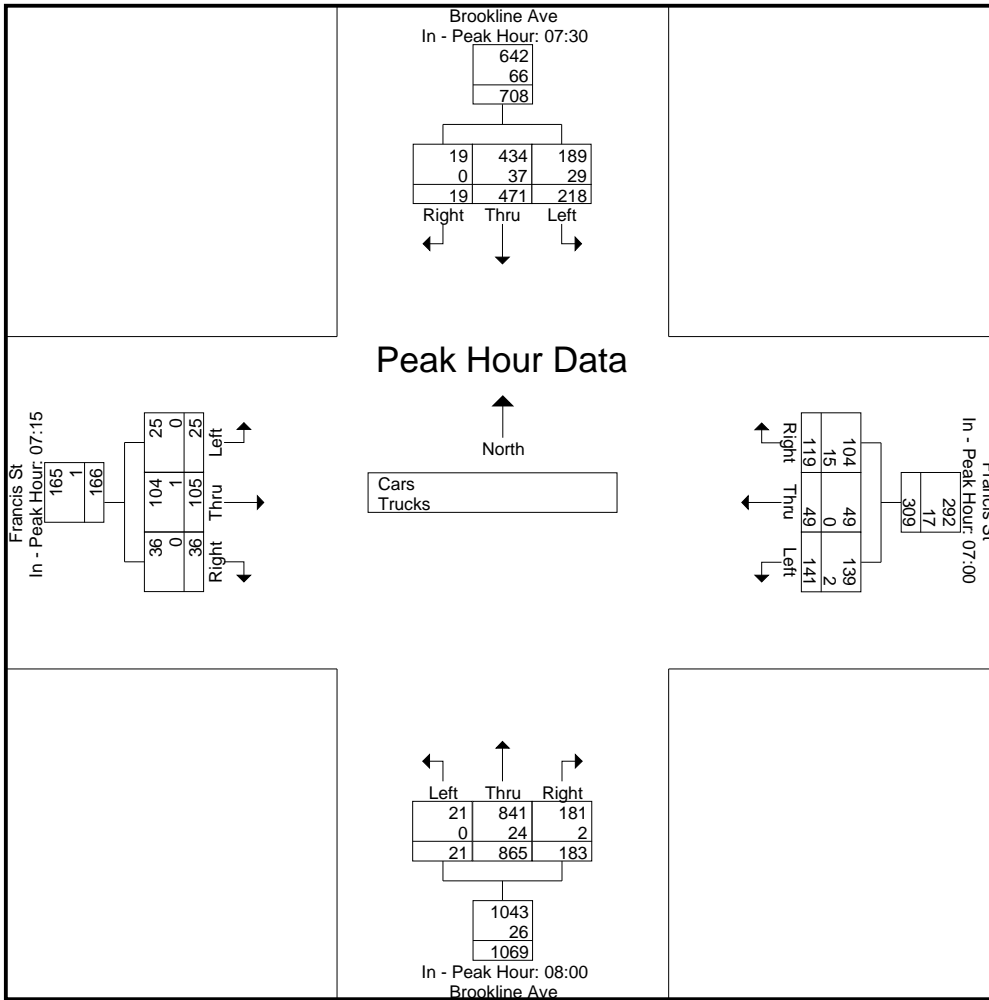 Brookline Ave
In - Peak Hour: 07:30
642
66
708
19 434 189
0 37 29
19 471 218
Right Thru Left
Peak Hour Data
North
Cars
Trucks
Francis St
In - Peak Hour: 07:15
165
1
166
25 0 25
Left
104 1 105
Thru
36 0 36
Right
Francis St
In - Peak Hour: 07:00
292
17
309
104
15
119
Right
49
0
49
Thru
139
2
141
Left
Left Thru Right
21 841 181
0 24 2
21 865 183
1043
26
1069
In - Peak Hour: 08:00
Brookline Ave